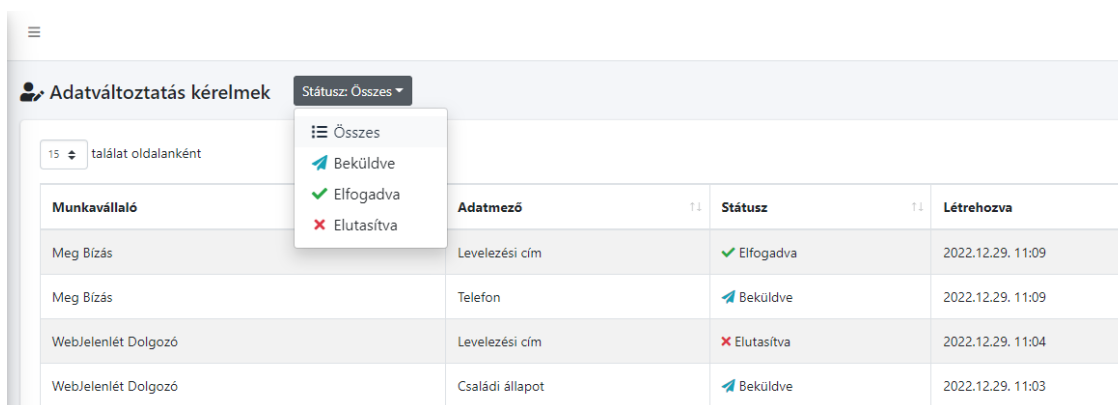 Adatváltoztatás kérelmek
Státusz: Összes
Összes
Beküldve
Elfogadva
Elutasítva
15 találat oldalanként
Munkavállaló Adatmező Státusz Létrehozva
Meg Bízás Levelezési cím Elfogadva 2022.12.29. 11:09
Meg Bízás Telefon Beküldve 2022.12.29. 11:09
WebJelenlét Dolgozó Levelezési cím Elutasítva 2022.12.29. 11:04
WebJelenlét Dolgozó Családi állapot Beküldve 2022.12.29. 11:03